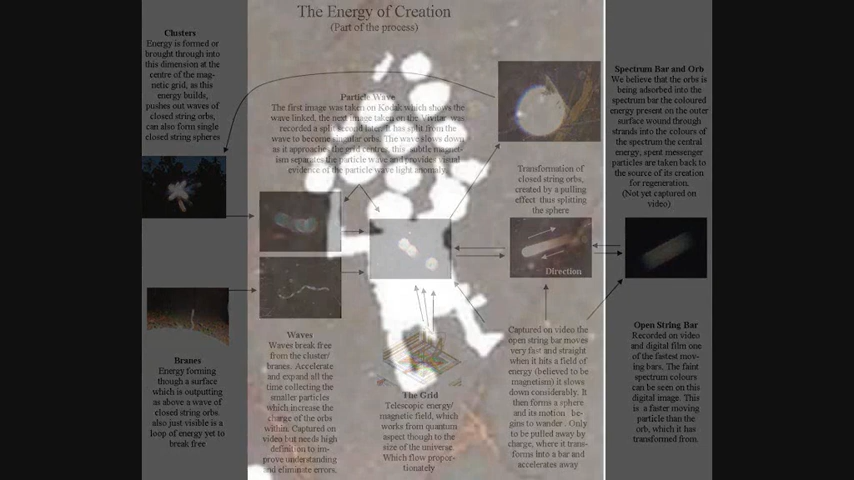 The Energy of Creation
(Part of the process)
Clusters
Energy is formed or
brought through into
this dimension at the
centre of the mag-
netic grid, as this
energy builds,
pushes out waves of
closed string orbs,
can also form single
closed string spheres
Particle Wave
The first image was taken on Kodak which shows the
wave linked, the next image taken on the Vivitar was
recorded a split second later. It has split from the
wave to become singular orbs. The wave slows down
as it approaches the grid centres, this subtle magnet-
ism separates the particle wave and provides visual
evidence of the particle wave light anomaly.
Spectrum Bar and Orb
We believe that the orbs is
being adsorbed into the
spectrum bar the coloured
energy present on the outer
surface wound through
strands into the colours of
the spectrum the central
energy, spent messenger
particles are taken back to
the source of its creation
for regeneration.
(Not yet captured on
video)
Transformation of
closed string orbs,
created by a pulling
effect thus splitting
the sphere
Direction
Branes
Energy forming
though a surface
which is outputting
as above a wave of
closed string orbs
also just visible is a
loop of energy yet to
break free
Waves
Waves break free
from the cluster/
branes. Accelerate
and expand all the
time collecting the
smaller particles
which increase the
charge of the orbs
within. Captured on
video but needs high
definition to im-
prove understanding
and eliminate errors.
The Grid
Telescopic energy/
magnetic field, which
works from quantum
aspect though to the
size of the universe.
Which flow propor-
tionately
Captured on video the
open string bar moves
very fast and straight
when it hits a field of
energy (believed to be
magnetism) it slows
down considerably. It
then forms a sphere
and its motion be-
gins to wander. Only
to be pulled away by
charge, where it trans-
forms into a bar and
accelerates away
Open String Bar
Recorded on video
and digital film one
of the fastest mov-
ing bars. The faint
spectrum colours
can be seen on this
digital image. This
is a faster moving
particle than the
orb, which it has
transformed from.